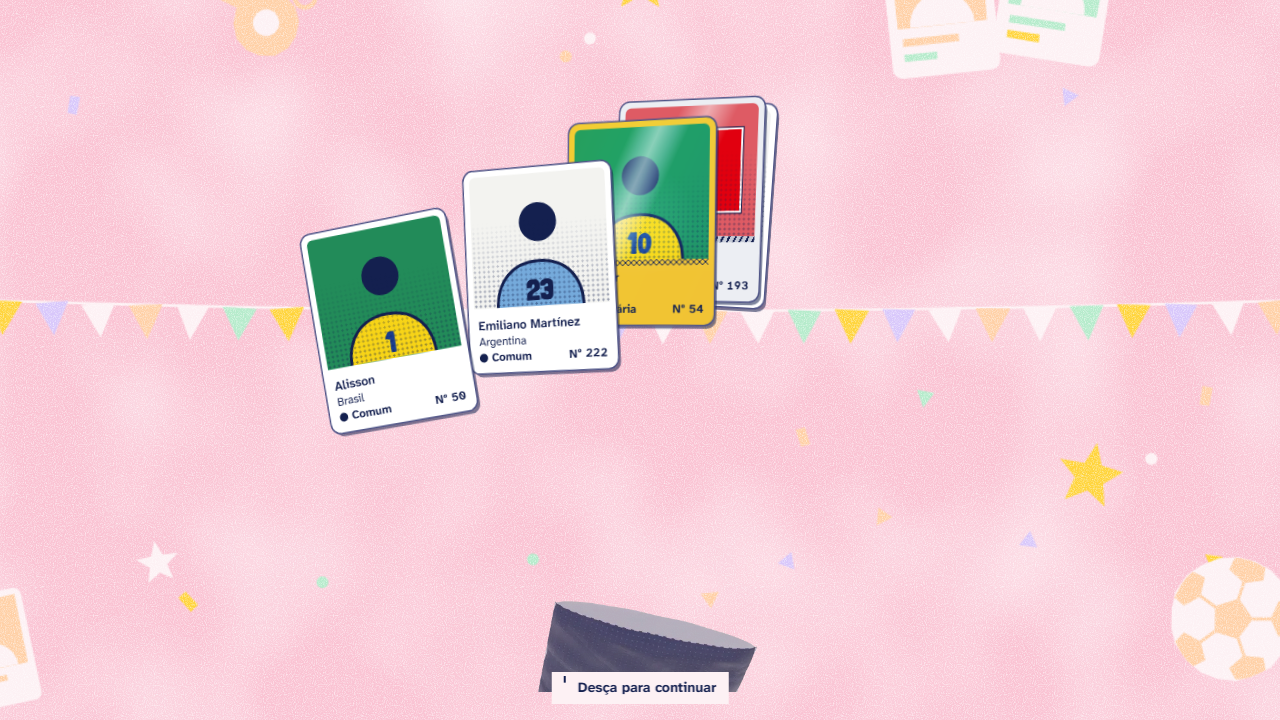 1
Alisson
Brasil
Comum
Nº 50
23
Emiliano Martínez
Argentina
Comum
Nº 222
10
Nº 54
Nº 193
Desça para continuar